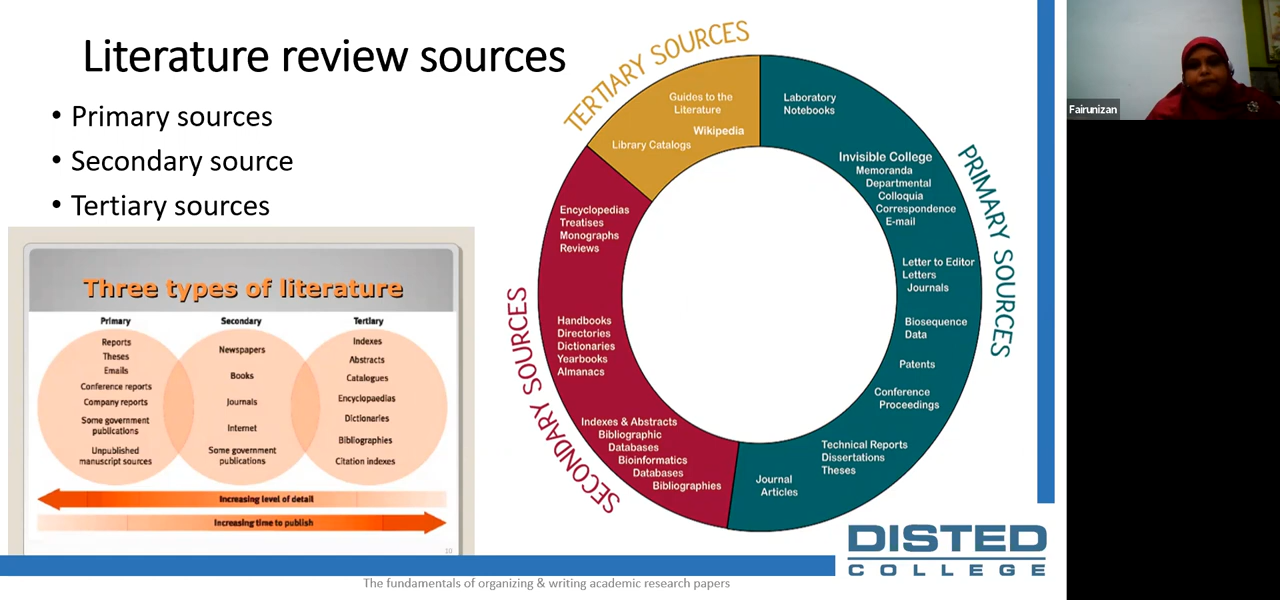 Literature review sources
• Primary sources
• Secondary source
• Tertiary sources
Three types of literature
Primary
Reports
Theses
Emails
Conference reports
Company reports
Some government
publications
Unpublished
manuscript sources
Secondary
Newspapers
Books
Journals
Internet
Some government
publications
Tertiary
Indexes
Abstracts
Catalogues
Encyclopaedias
Dictionaries
Bibliographies
Citation indexes
Increasing level of detail
Increasing time to publish
10
TERTIARY SOURCES
Guides to the
Literature
Wikipedia
Library Catalogs
PRIMARY SOURCES
Laboratory
Notebooks
Invisible College
Memoranda
Departmental
Colloquia
Correspondence
E-mail
Letter to Editor
Letters
Journals
Biosequence
Data
Patents
Conference
Proceedings
Technical Reports
Dissertations
Theses
Journal
Articles
SECONDARY SOURCES
Encyclopedias
Treatises
Monographs
Reviews
Handbooks
Directories
Dictionaries
Yearbooks
Almanacs
Indexes & Abstracts
Bibliographic
Databases
Bioinformatics
Databases
Bibliographies
DISTED
COLLEGE
The fundamentals of organizing & writing academic research papers
Fairunizan